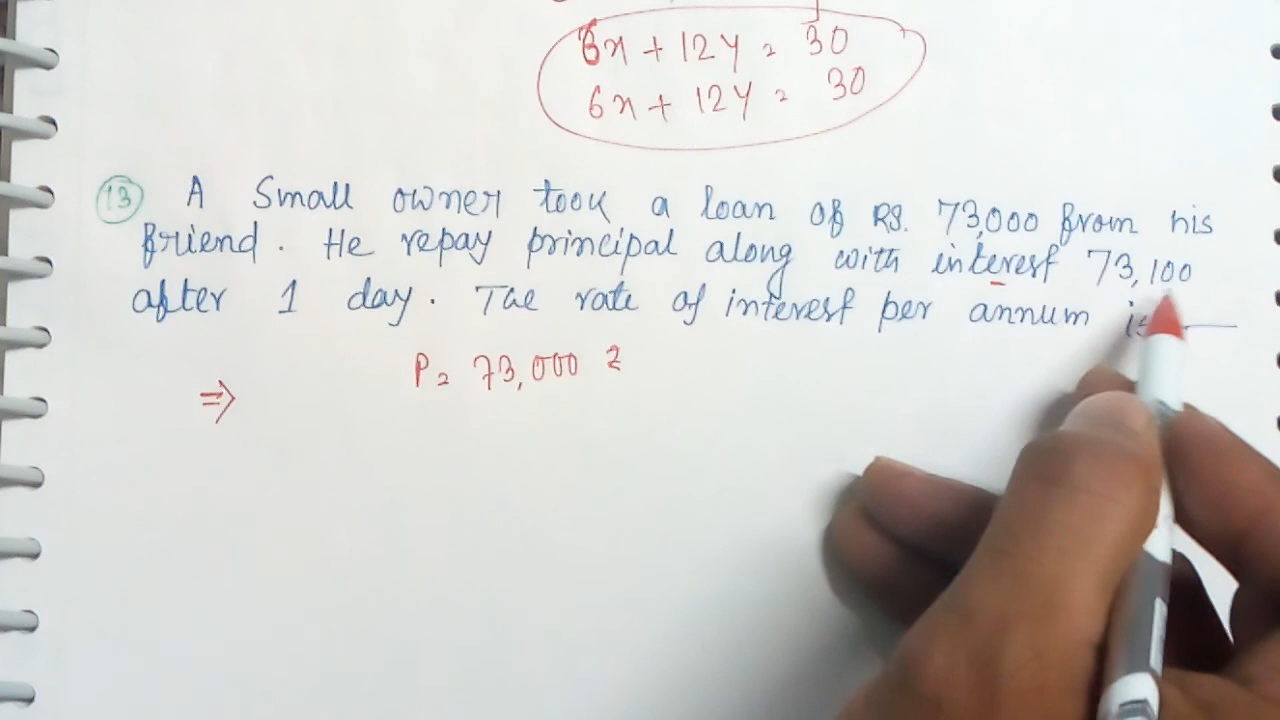 6x + 12y = 30
6x + 12y = 30
13 A Small owner took a loan of RS. 73,000 from his
friend. He repay principal along with interest 73,100
after 1 day. The rate of interest per annum is
⇒ P = 73,000 =